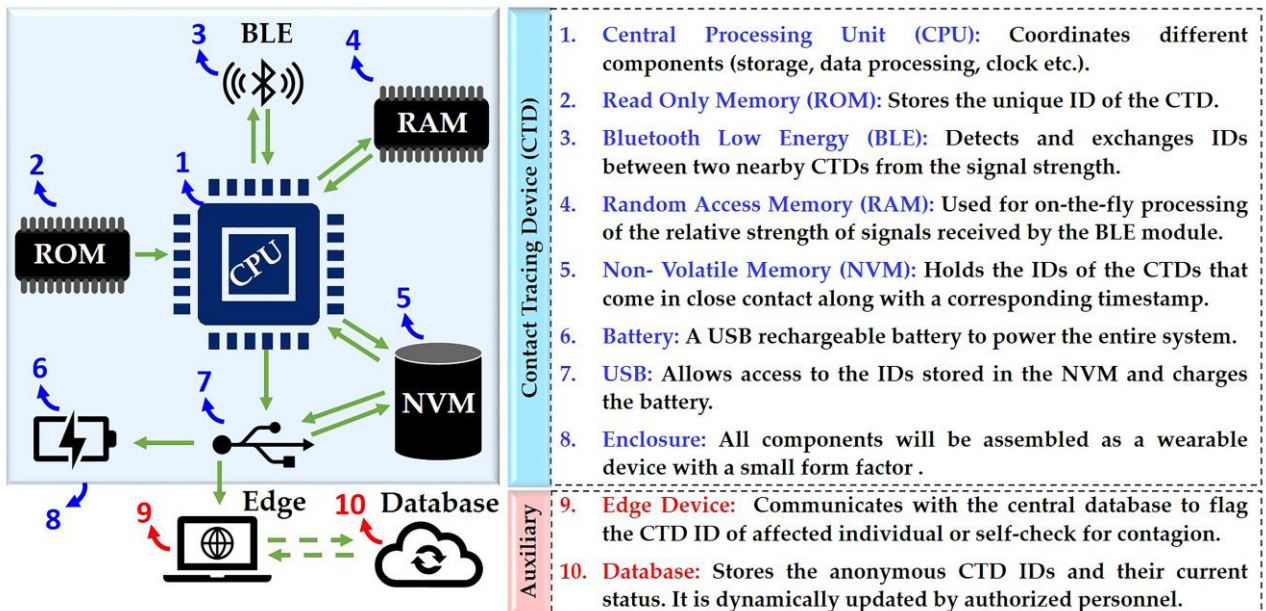 3
BLE
4
RAM
2
1
ROM
CPU
5
6
7
NVM
8
9
Edge
10
Database
Contact Tracing Device (CTD)
1. Central Processing Unit (CPU): Coordinates different
components (storage, data processing, clock etc.).
2. Read Only Memory (ROM): Stores the unique ID of the CTD.
3. Bluetooth Low Energy (BLE): Detects and exchanges IDs
between two nearby CTDs from the signal strength.
4. Random Access Memory (RAM): Used for on-the-fly processing
of the relative strength of signals received by the BLE module.
5. Non- Volatile Memory (NVM): Holds the IDs of the CTDs that
come in close contact along with a corresponding timestamp.
6. Battery: A USB rechargeable battery to power the entire system.
7. USB: Allows access to the IDs stored in the NVM and charges
the battery.
8. Enclosure: All components will be assembled as a wearable
device with a small form factor .
Auxiliary
9. Edge Device: Communicates with the central database to flag
the CTD ID of affected individual or self-check for contagion.
10. Database: Stores the anonymous CTD IDs and their current
status. It is dynamically updated by authorized personnel.